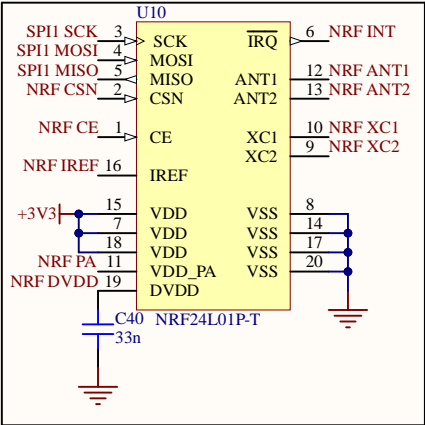 U10
SPI1 SCK 3 SCK IRQ 6 NRF INT
SPI1 MOSI 4 MOSI
SPI1 MISO 5 MISO ANT1 12 NRF ANT1
NRF CSN 2 CSN ANT2 13 NRF ANT2
NRF CE 1 CE XC1 10 NRF XC1
XC2 9 NRF XC2
NRF IREF 16 IREF
+3V3 15 VDD VSS 8
7 VDD VSS 14
18 VDD VSS 17
NRF PA 11 VDD_PA VSS 20
NRF DVDD 19 DVDD
C40 NRF24L01P-T
33n